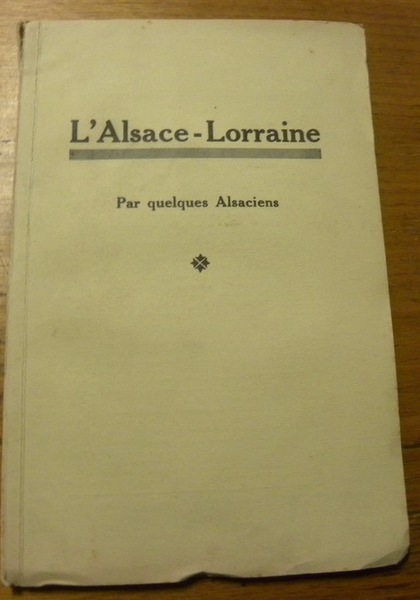 L'Alsace-Lorraine
Par quelques Alsaciens